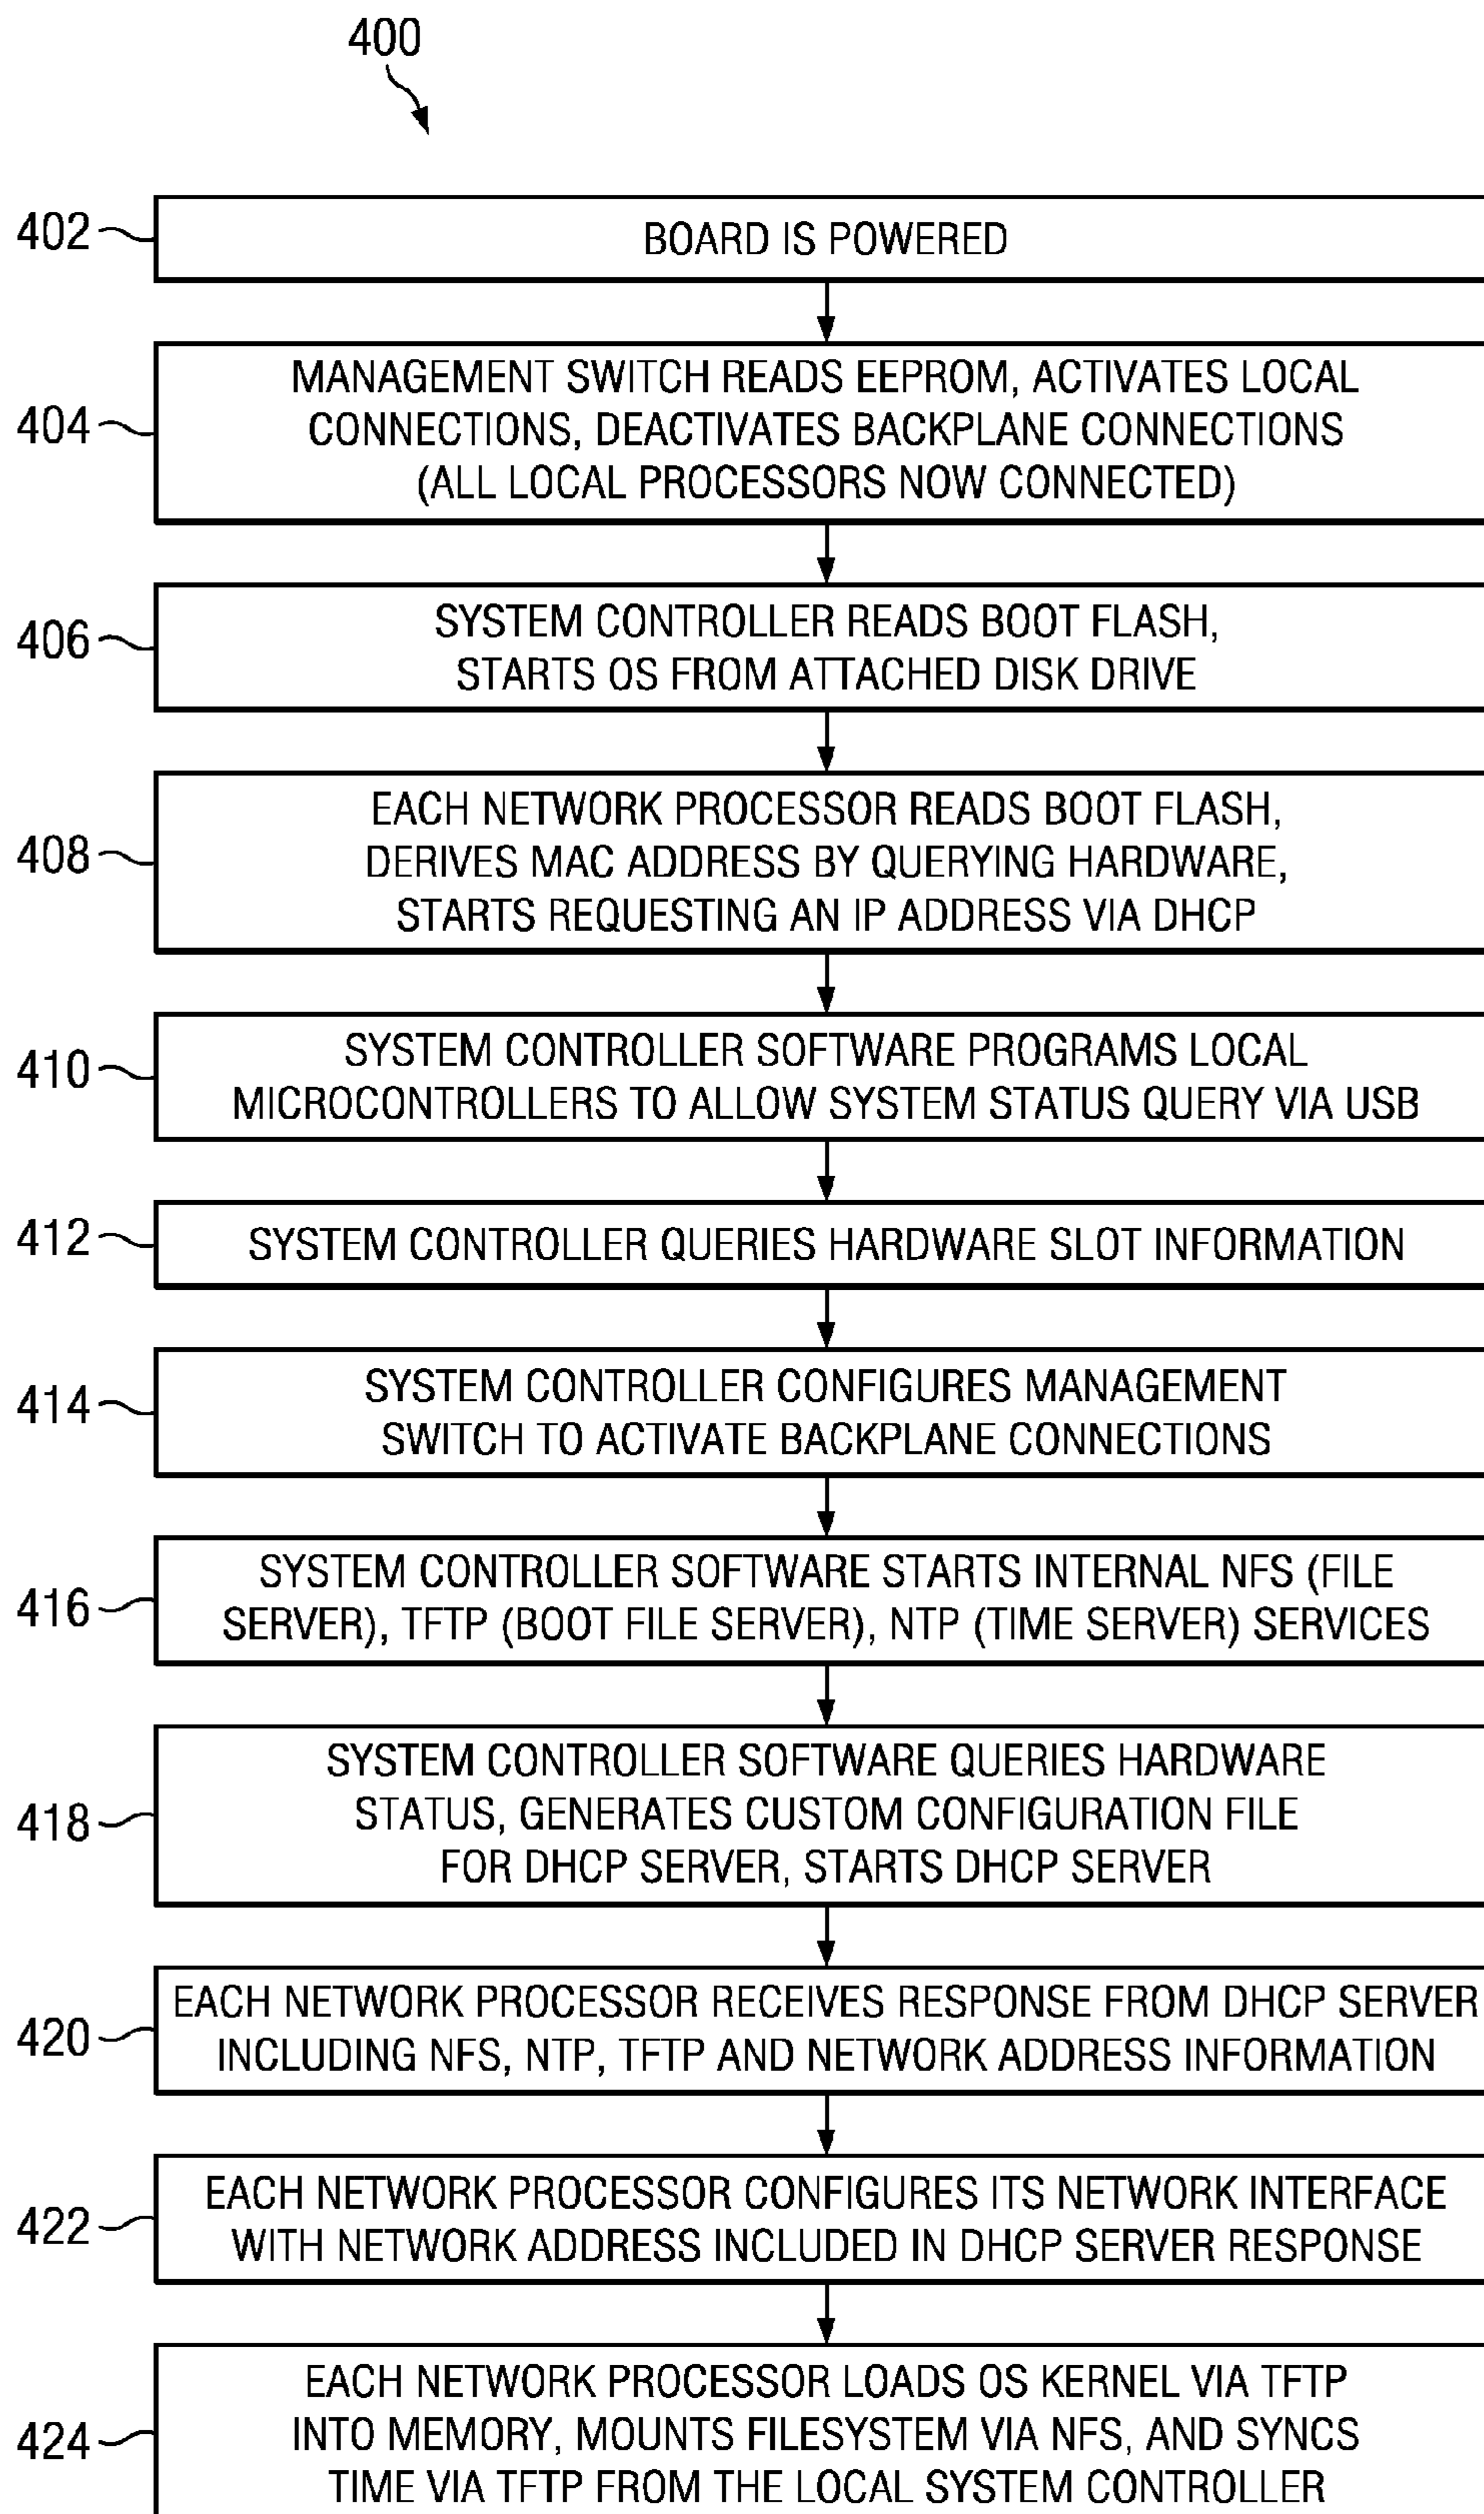 400
402
BOARD IS POWERED
404
MANAGEMENT SWITCH READS EEPROM, ACTIVATES LOCAL
CONNECTIONS, DEACTIVATES BACKPLANE CONNECTIONS
(ALL LOCAL PROCESSORS NOW CONNECTED)
406
SYSTEM CONTROLLER READS BOOT FLASH,
STARTS OS FROM ATTACHED DISK DRIVE
408
EACH NETWORK PROCESSOR READS BOOT FLASH,
DERIVES MAC ADDRESS BY QUERYING HARDWARE,
STARTS REQUESTING AN IP ADDRESS VIA DHCP
410
SYSTEM CONTROLLER SOFTWARE PROGRAMS LOCAL
MICROCONTROLLERS TO ALLOW SYSTEM STATUS QUERY VIA USB
412
SYSTEM CONTROLLER QUERIES HARDWARE SLOT INFORMATION
414
SYSTEM CONTROLLER CONFIGURES MANAGEMENT
SWITCH TO ACTIVATE BACKPLANE CONNECTIONS
416
SYSTEM CONTROLLER SOFTWARE STARTS INTERNAL NFS (FILE
SERVER), TFTP (BOOT FILE SERVER), NTP (TIME SERVER) SERVICES
418
SYSTEM CONTROLLER SOFTWARE QUERIES HARDWARE
STATUS, GENERATES CUSTOM CONFIGURATION FILE
FOR DHCP SERVER, STARTS DHCP SERVER
420
EACH NETWORK PROCESSOR RECEIVES RESPONSE FROM DHCP SERVER
INCLUDING NFS, NTP, TFTP AND NETWORK ADDRESS INFORMATION
422
EACH NETWORK PROCESSOR CONFIGURES ITS NETWORK INTERFACE
WITH NETWORK ADDRESS INCLUDED IN DHCP SERVER RESPONSE
424
EACH NETWORK PROCESSOR LOADS OS KERNEL VIA TFTP
INTO MEMORY, MOUNTS FILESYSTEM VIA NFS, AND SYNCS
TIME VIA TFTP FROM THE LOCAL SYSTEM CONTROLLER